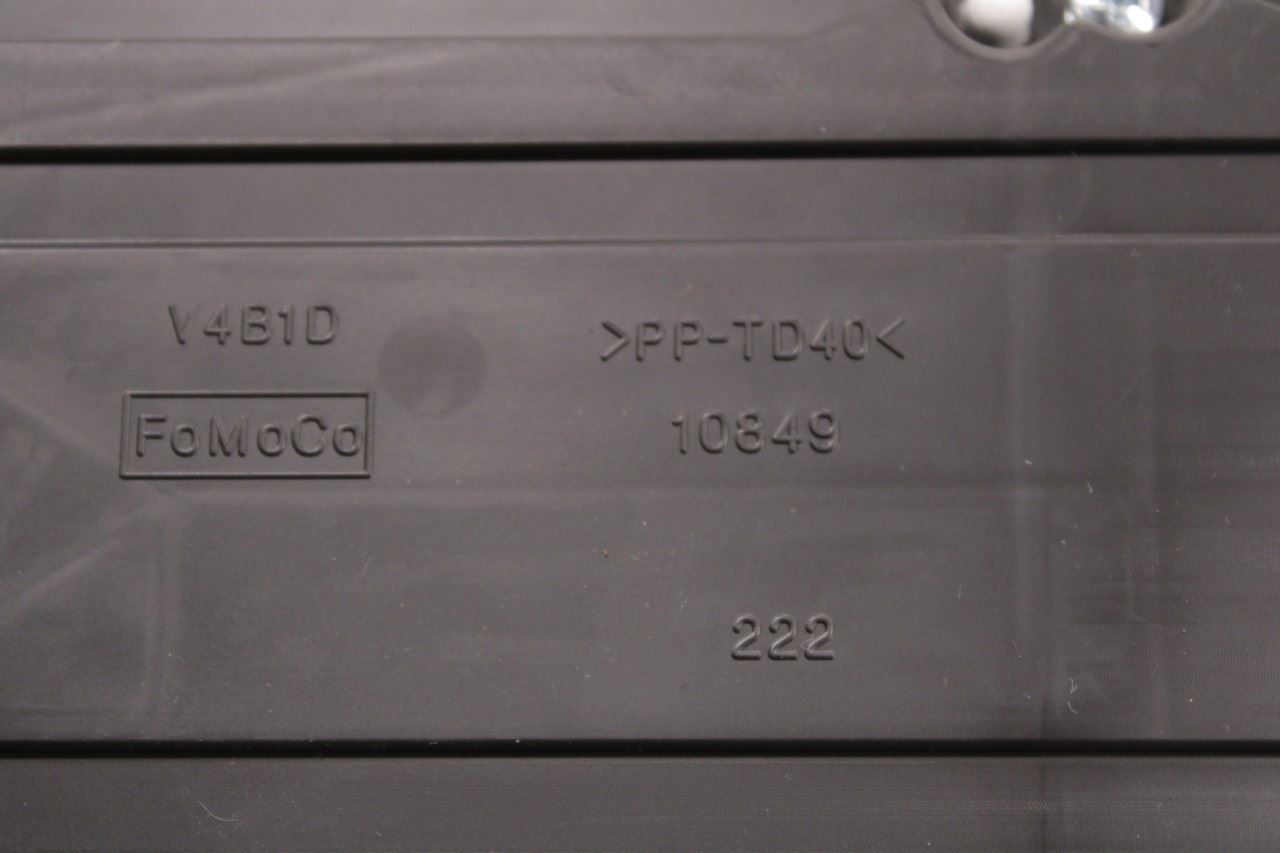 V4B1D
FoMoCo
>PP-TD40<
10849
222